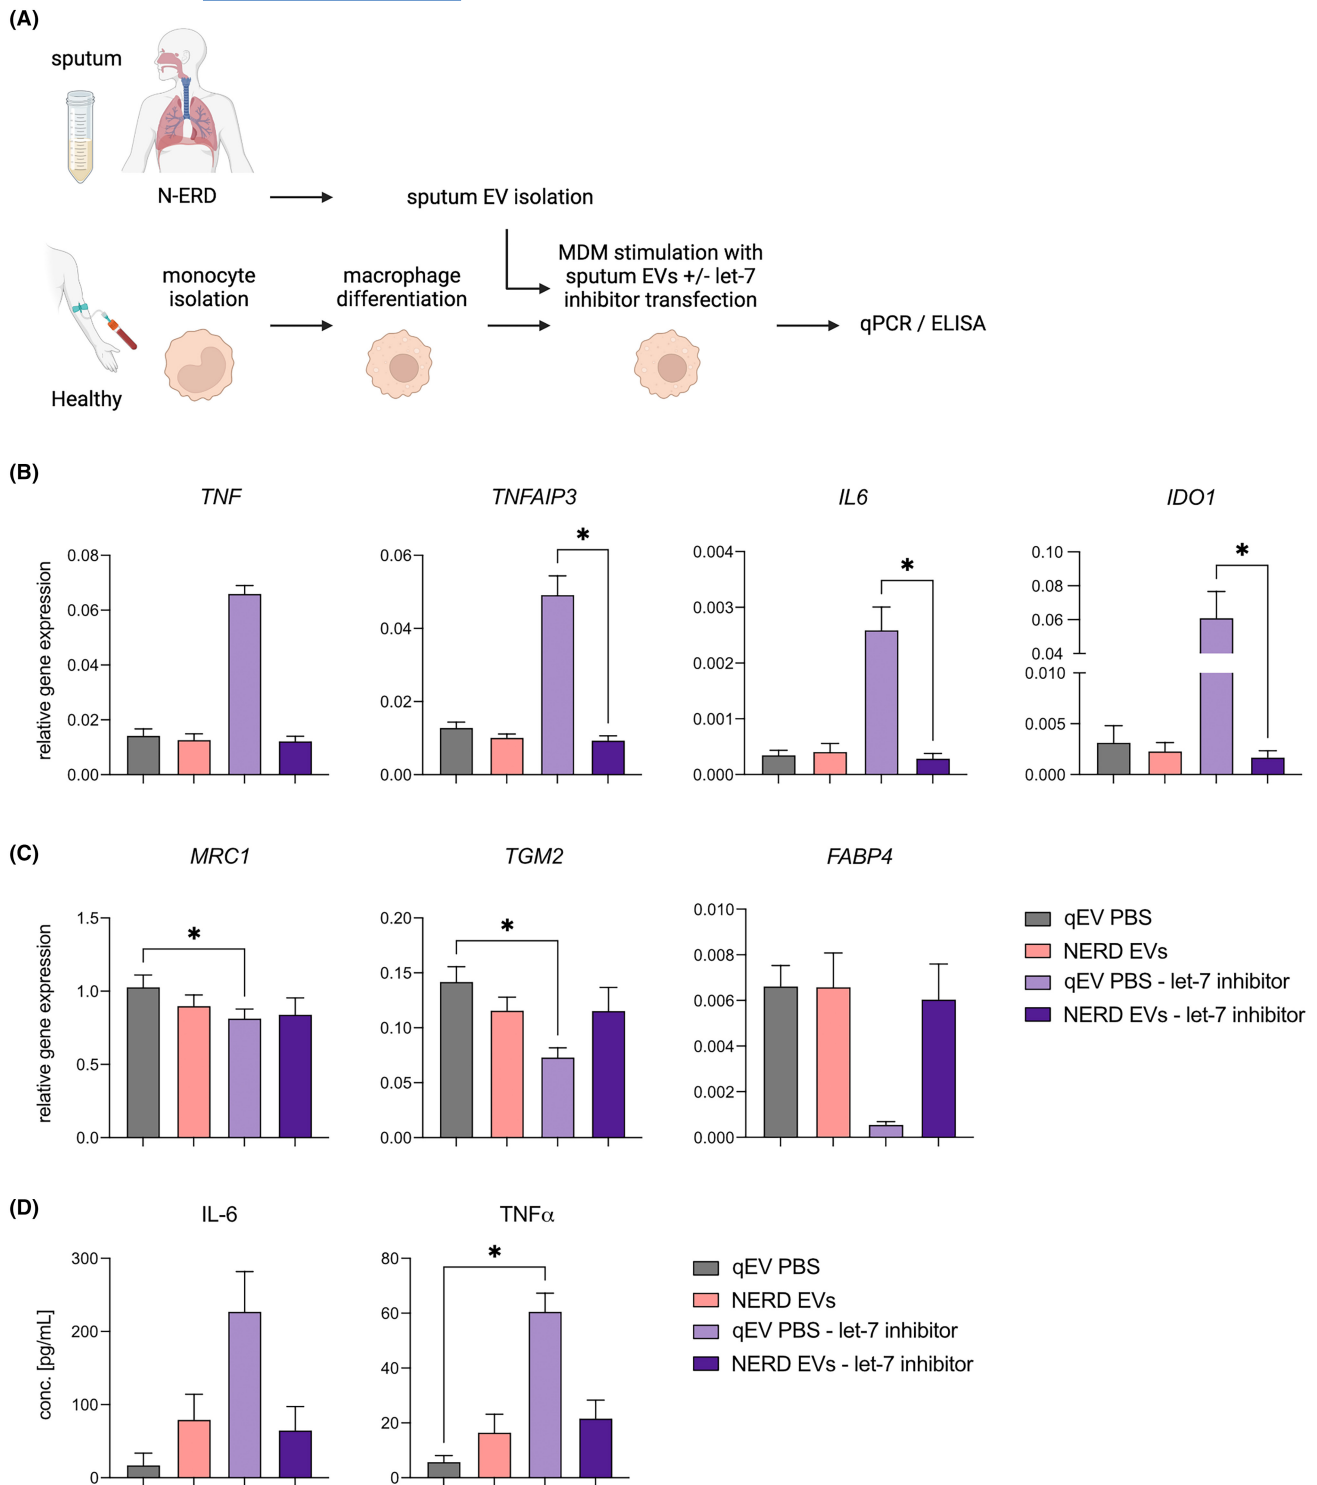 (A)
sputum
N-ERD
sputum EV isolation
monocyte
isolation
macrophage
differentiation
MDM stimulation with
sputum EVs +/- let-7
inhibitor transfection
qPCR / ELISA
Healthy
(B)
TNF
TNFAIP3
IL6
IDO1
relative gene expression
0.08
0.06
0.04
0.02
0.00
0.06
0.04
0.02
0.00
0.004
0.003
0.002
0.001
0.000
0.10
0.08
0.06
0.04
0.010
0.005
0.000
*
*
*
(C)
MRC1
TGM2
FABP4
relative gene expression
1.5
1.0
0.5
0.0
0.20
0.15
0.10
0.05
0.00
0.010
0.008
0.006
0.004
0.002
0.000
*
*
qEV PBS
NERD EVs
qEV PBS - let-7 inhibitor
NERD EVs - let-7 inhibitor
(D)
IL-6
TNFα
conc. [pg/mL]
300
200
100
0
80
60
40
20
0
*
qEV PBS
NERD EVs
qEV PBS - let-7 inhibitor
NERD EVs - let-7 inhibitor